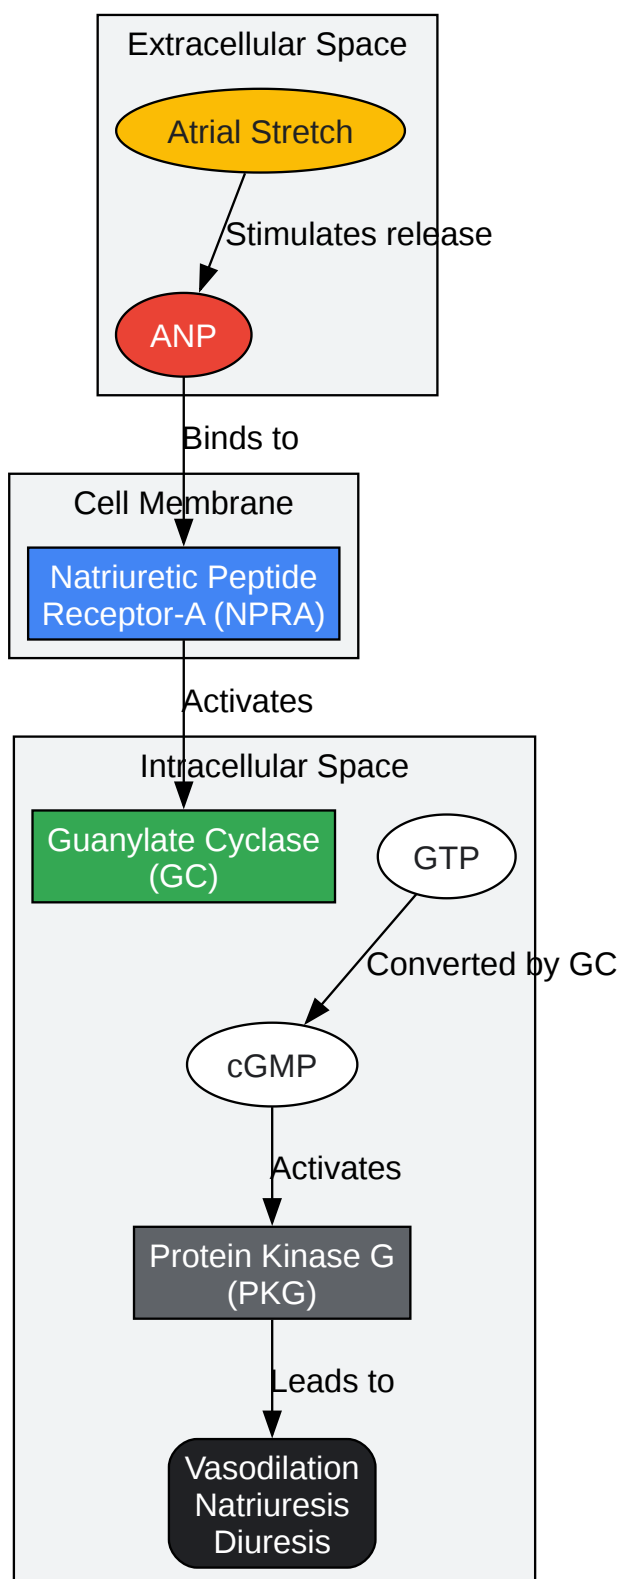 Extracellular Space
Atrial Stretch
Stimulates release
ANP
Binds to
Cell Membrane
Natriuretic Peptide
Receptor-A (NPRA)
Activates
Intracellular Space
Guanylate Cyclase
(GC)
GTP
Converted by GC
cGMP
Activates
Protein Kinase G
(PKG)
Leads to
Vasodilation
Natriuresis
Diuresis